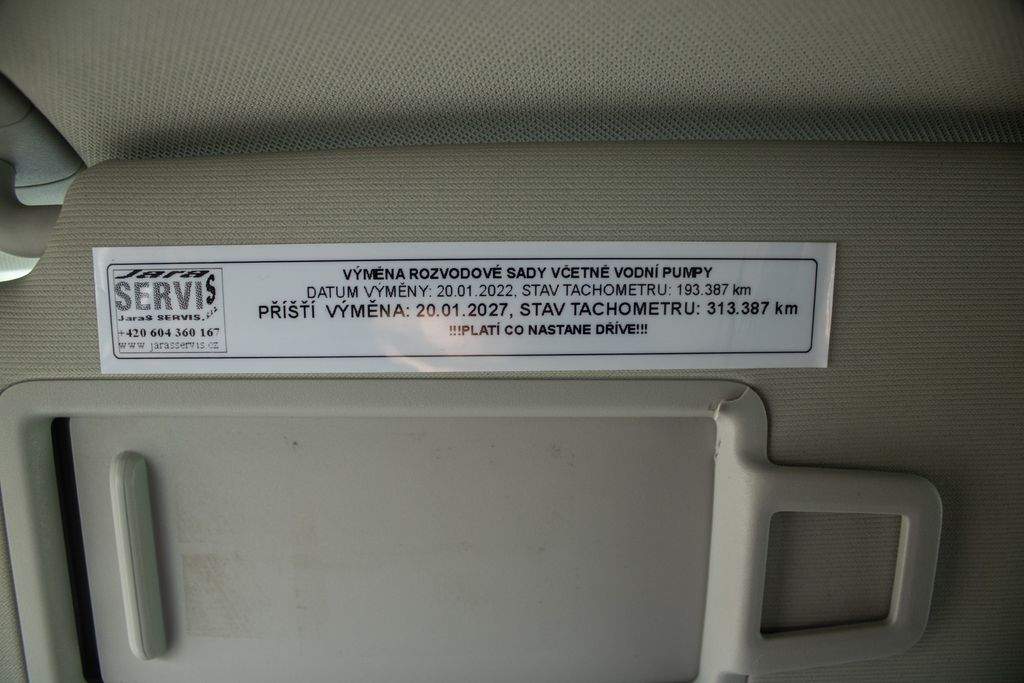 Jara
SERVIS
JaraS SERVIS, s.r.o.
+420 604 360 167
www.jarasservis.cz
VÝMĚNA ROZVODOVÉ SADY VČETNĚ VODNÍ PUMPY
DATUM VÝMĚNY: 20.01.2022, STAV TACHOMETRU: 193.387 km
PŘÍŠTÍ VÝMĚNA: 20.01.2027, STAV TACHOMETRU: 313.387 km
!!!PLATÍ CO NASTANE DŘÍVE!!!